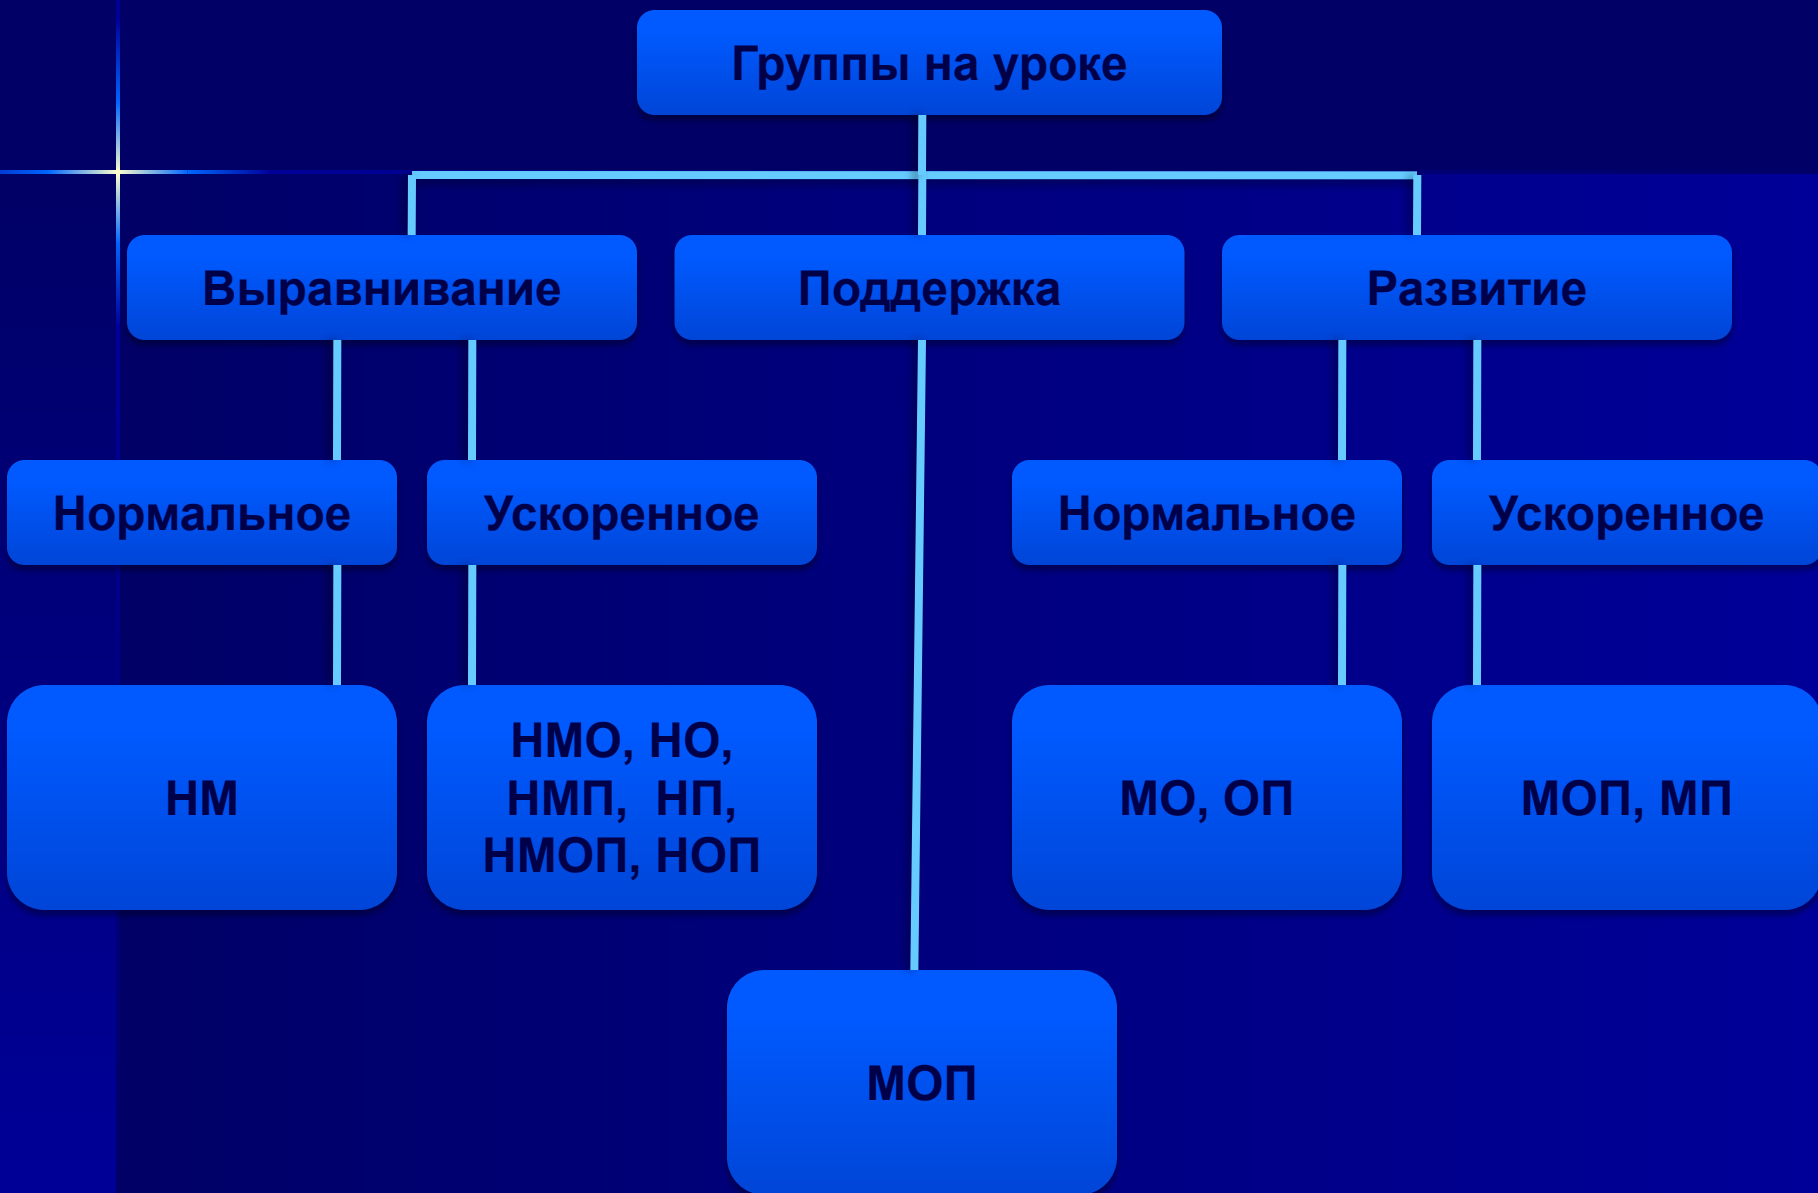 Группы на уроке
Выравнивание
Поддержка
Развитие
Нормальное
Ускоренное
Нормальное
Ускоренное
НМ
НМО, НО,
НМП, НП,
НМОП, НОП
МО, ОП
МОП, МП
МОП